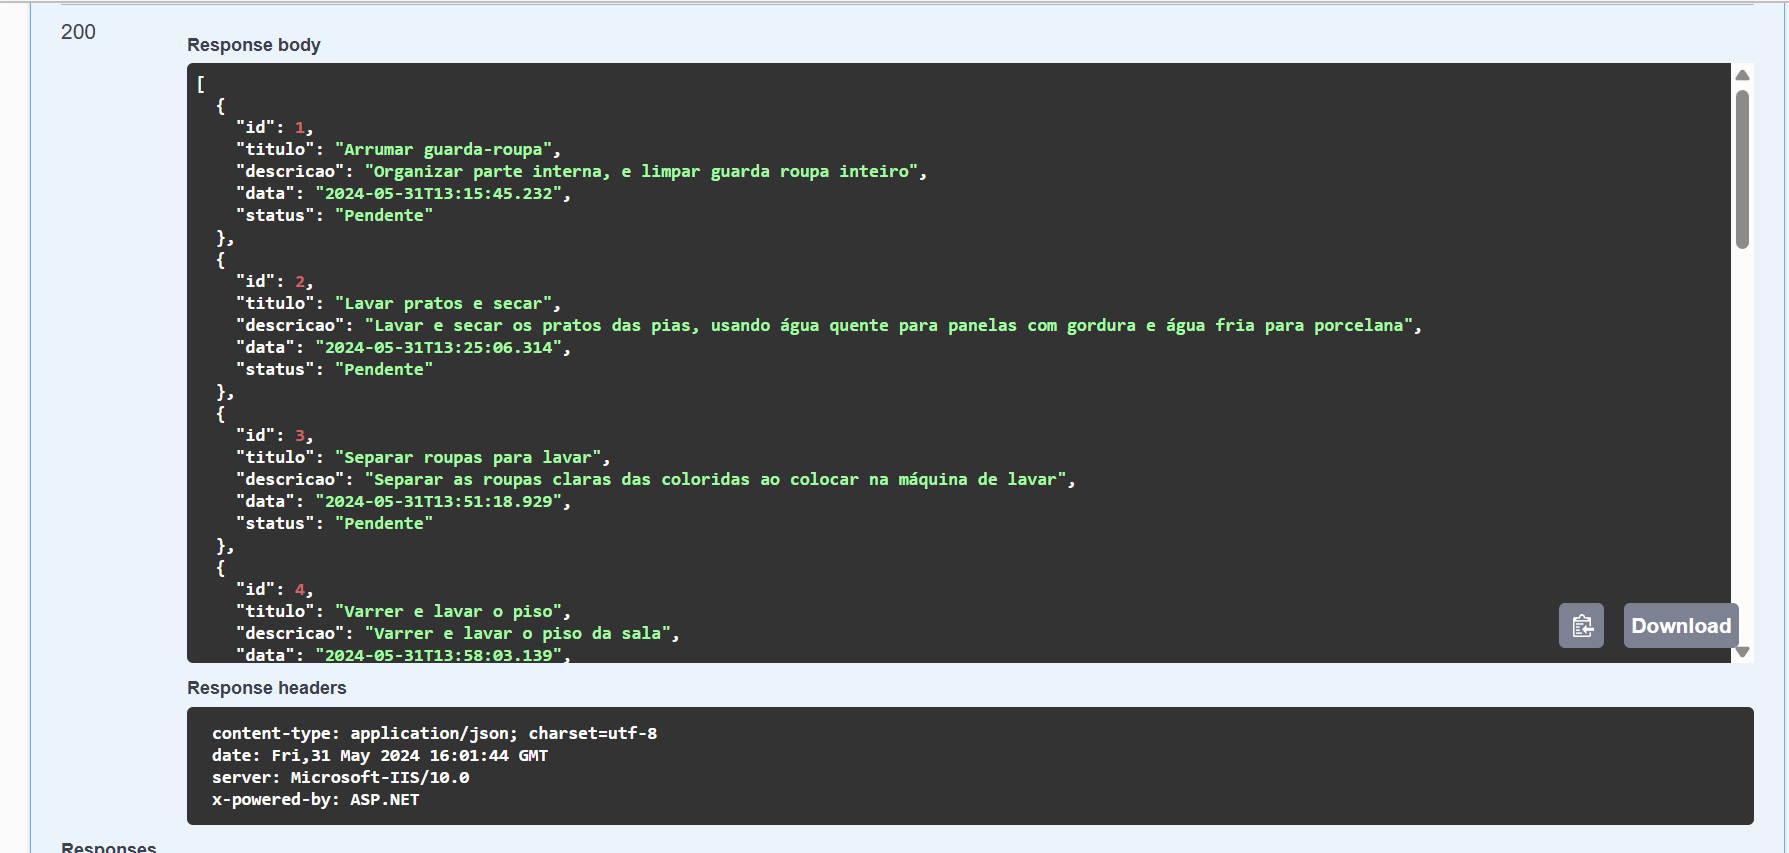 200
Response body
[
  {
    "id": 1,
    "titulo": "Arrumar guarda-roupa",
    "descricao": "Organizar parte interna, e limpar guarda roupa inteiro",
    "data": "2024-05-31T13:15:45.232",
    "status": "Pendente"
  },
  {
    "id": 2,
    "titulo": "Lavar pratos e secar",
    "descricao": "Lavar e secar os pratos das pias, usando água quente para panelas com gordura e água fria para porcelana",
    "data": "2024-05-31T13:25:06.314",
    "status": "Pendente"
  },
  {
    "id": 3,
    "titulo": "Separar roupas para lavar",
    "descricao": "Separar as roupas claras das coloridas ao colocar na máquina de lavar",
    "data": "2024-05-31T13:51:18.929",
    "status": "Pendente"
  },
  {
    "id": 4,
    "titulo": "Varrer e lavar o piso",
    "descricao": "Varrer e lavar o piso da sala",
    "data": "2024-05-31T13:58:03.139",
Download
Response headers
content-type: application/json; charset=utf-8
date: Fri,31 May 2024 16:01:44 GMT
server: Microsoft-IIS/10.0
x-powered-by: ASP.NET
Responses